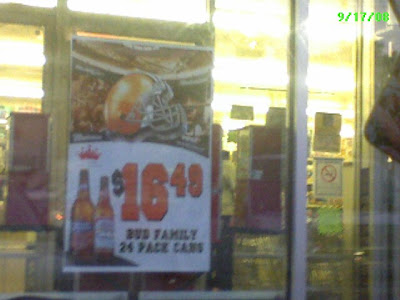 9/17/08
$16 49
BUD FAMILY
24 PACK CANS